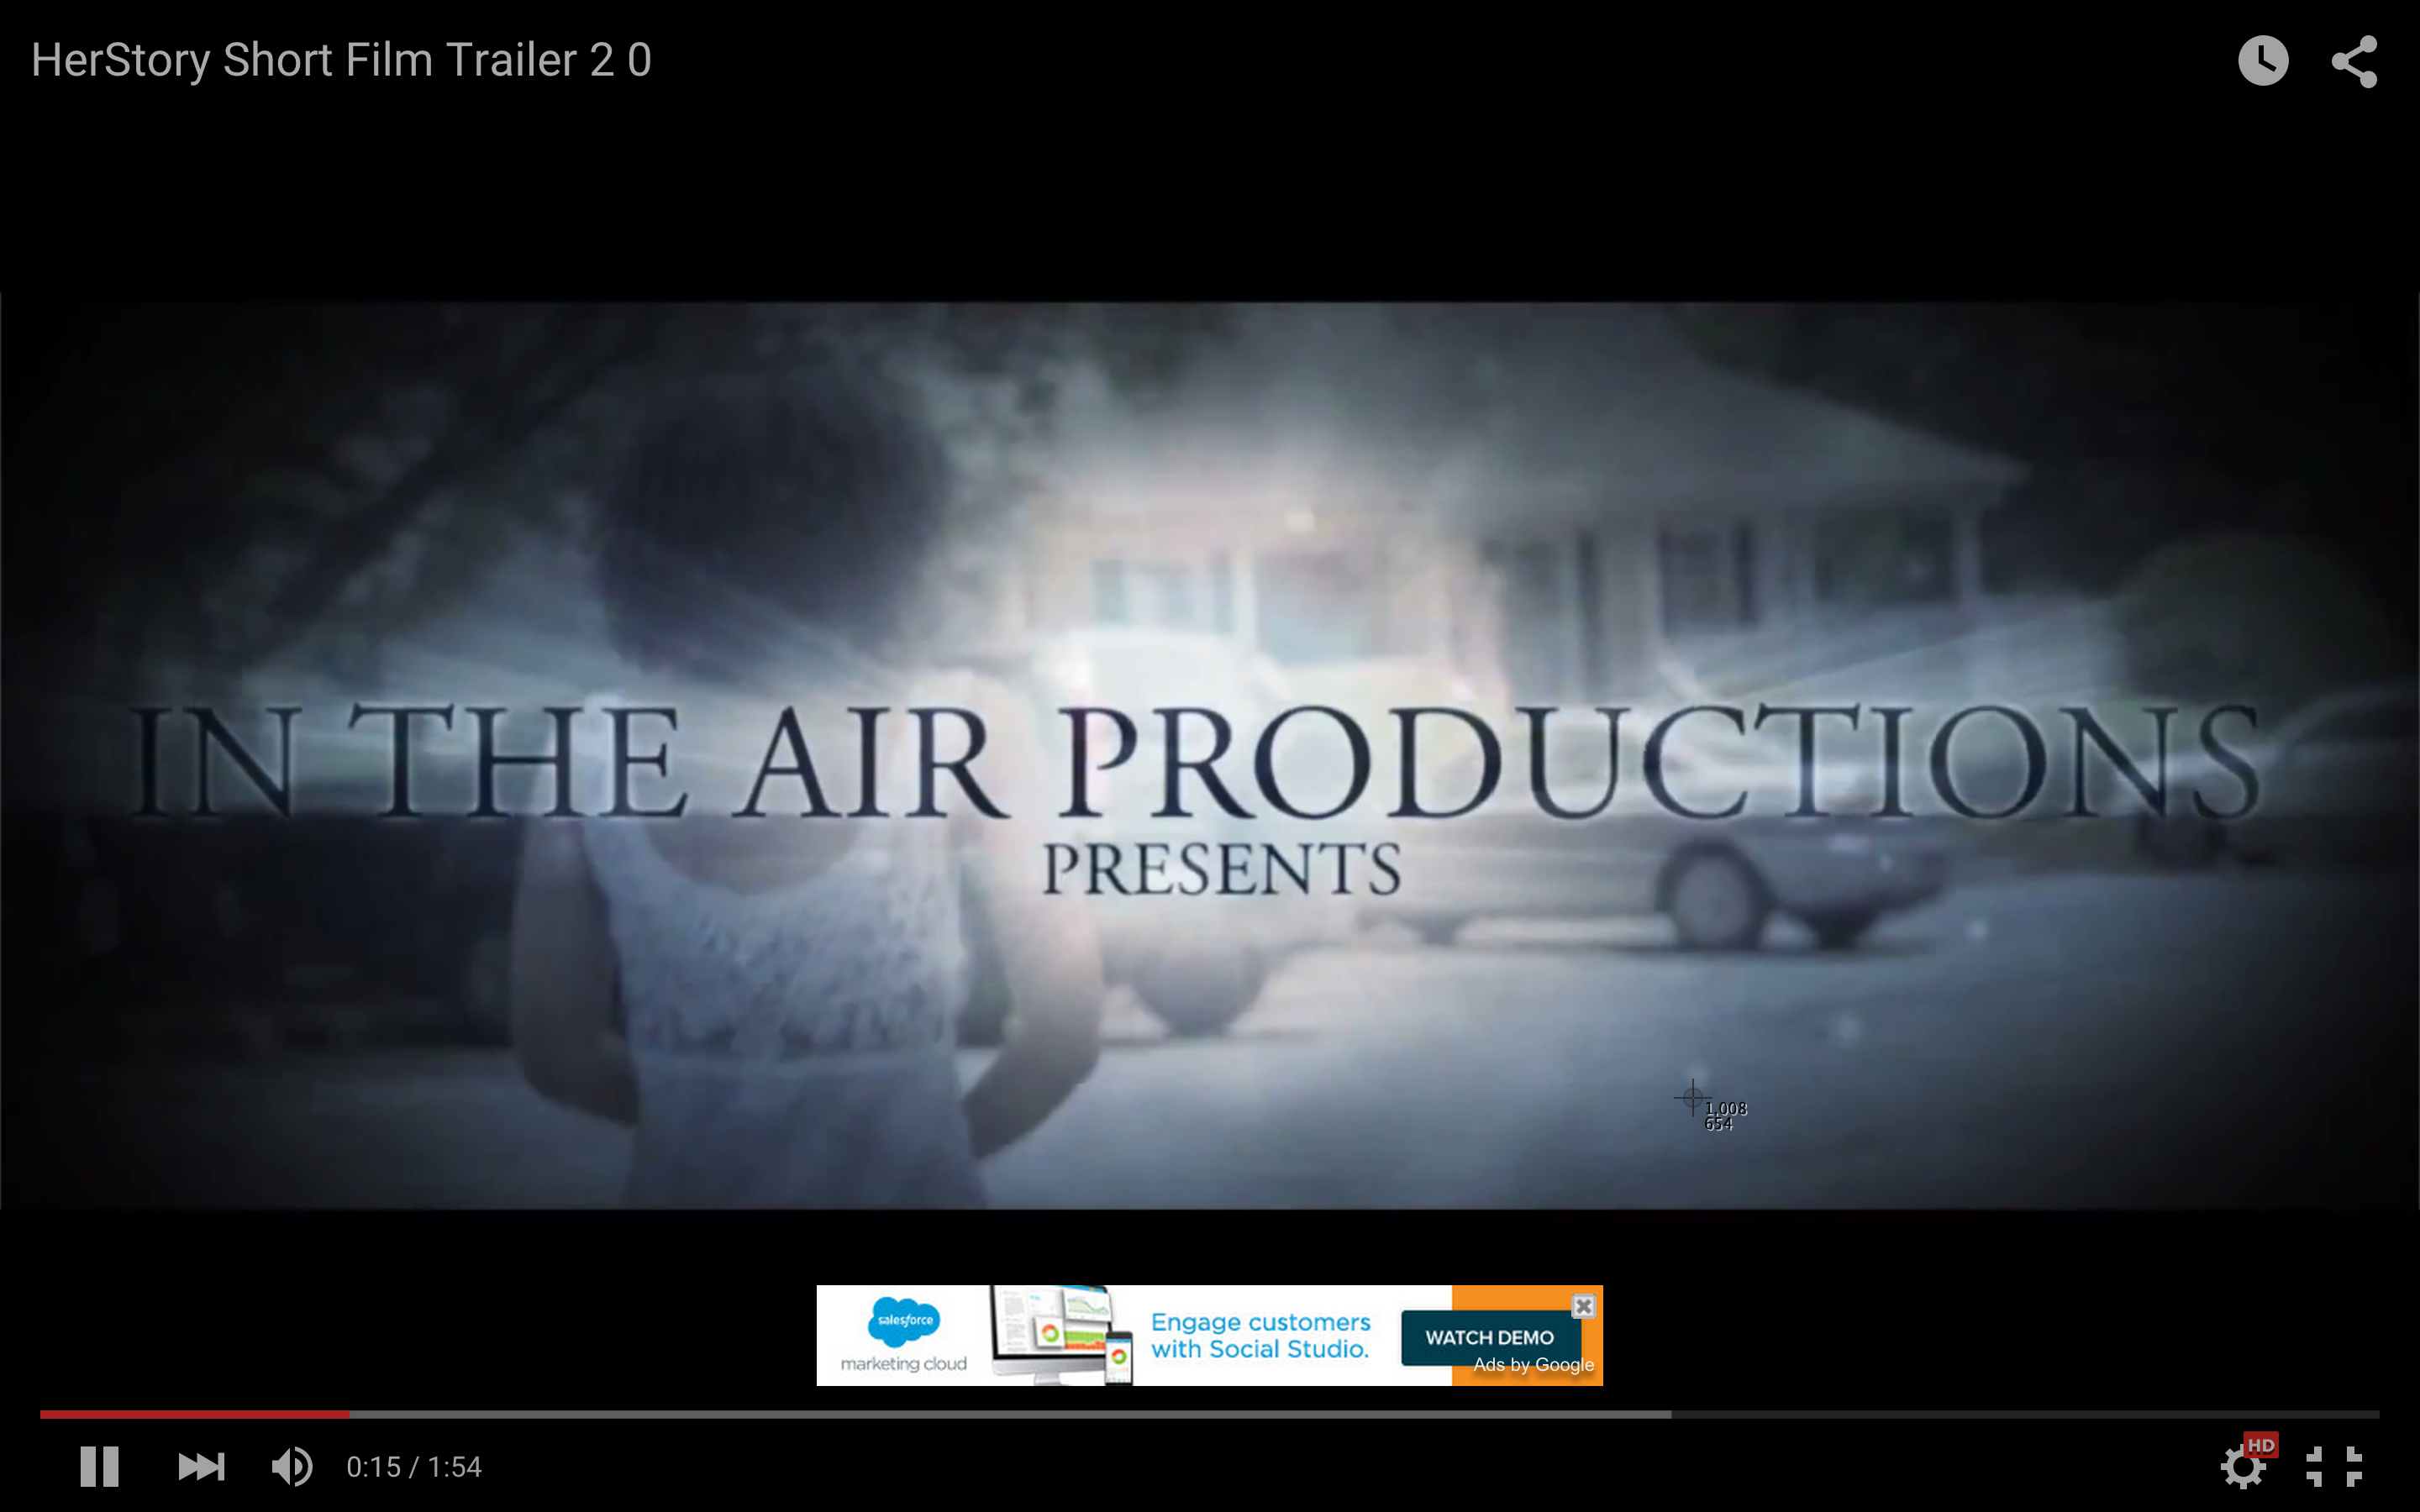 HerStory Short Film Trailer 2 0
IN THE AIR PRODUCTIONS
PRESENTS
1,008
654
salesforce
marketing cloud
Engage customers
with Social Studio.
WATCH DEMO
Ads by Google
0:15 / 1:54
HD